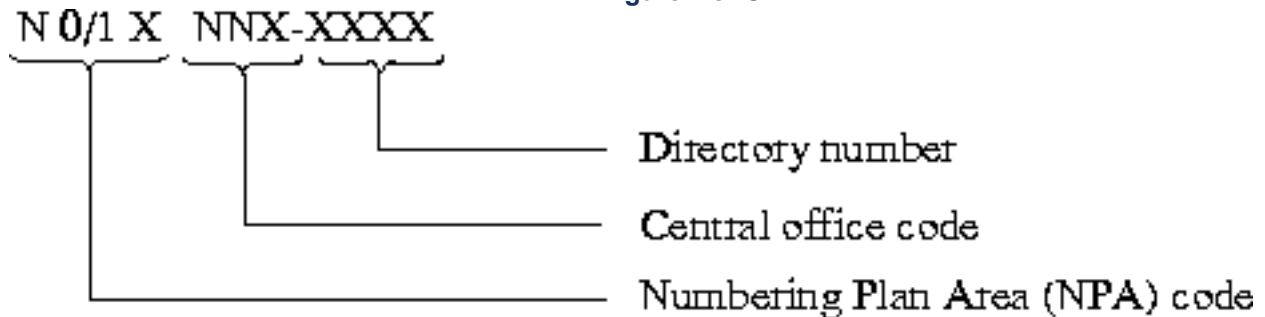 N 0/1 X NNX-XXXX
Directory number
Central office code
Numbering Plan Area (NPA) code